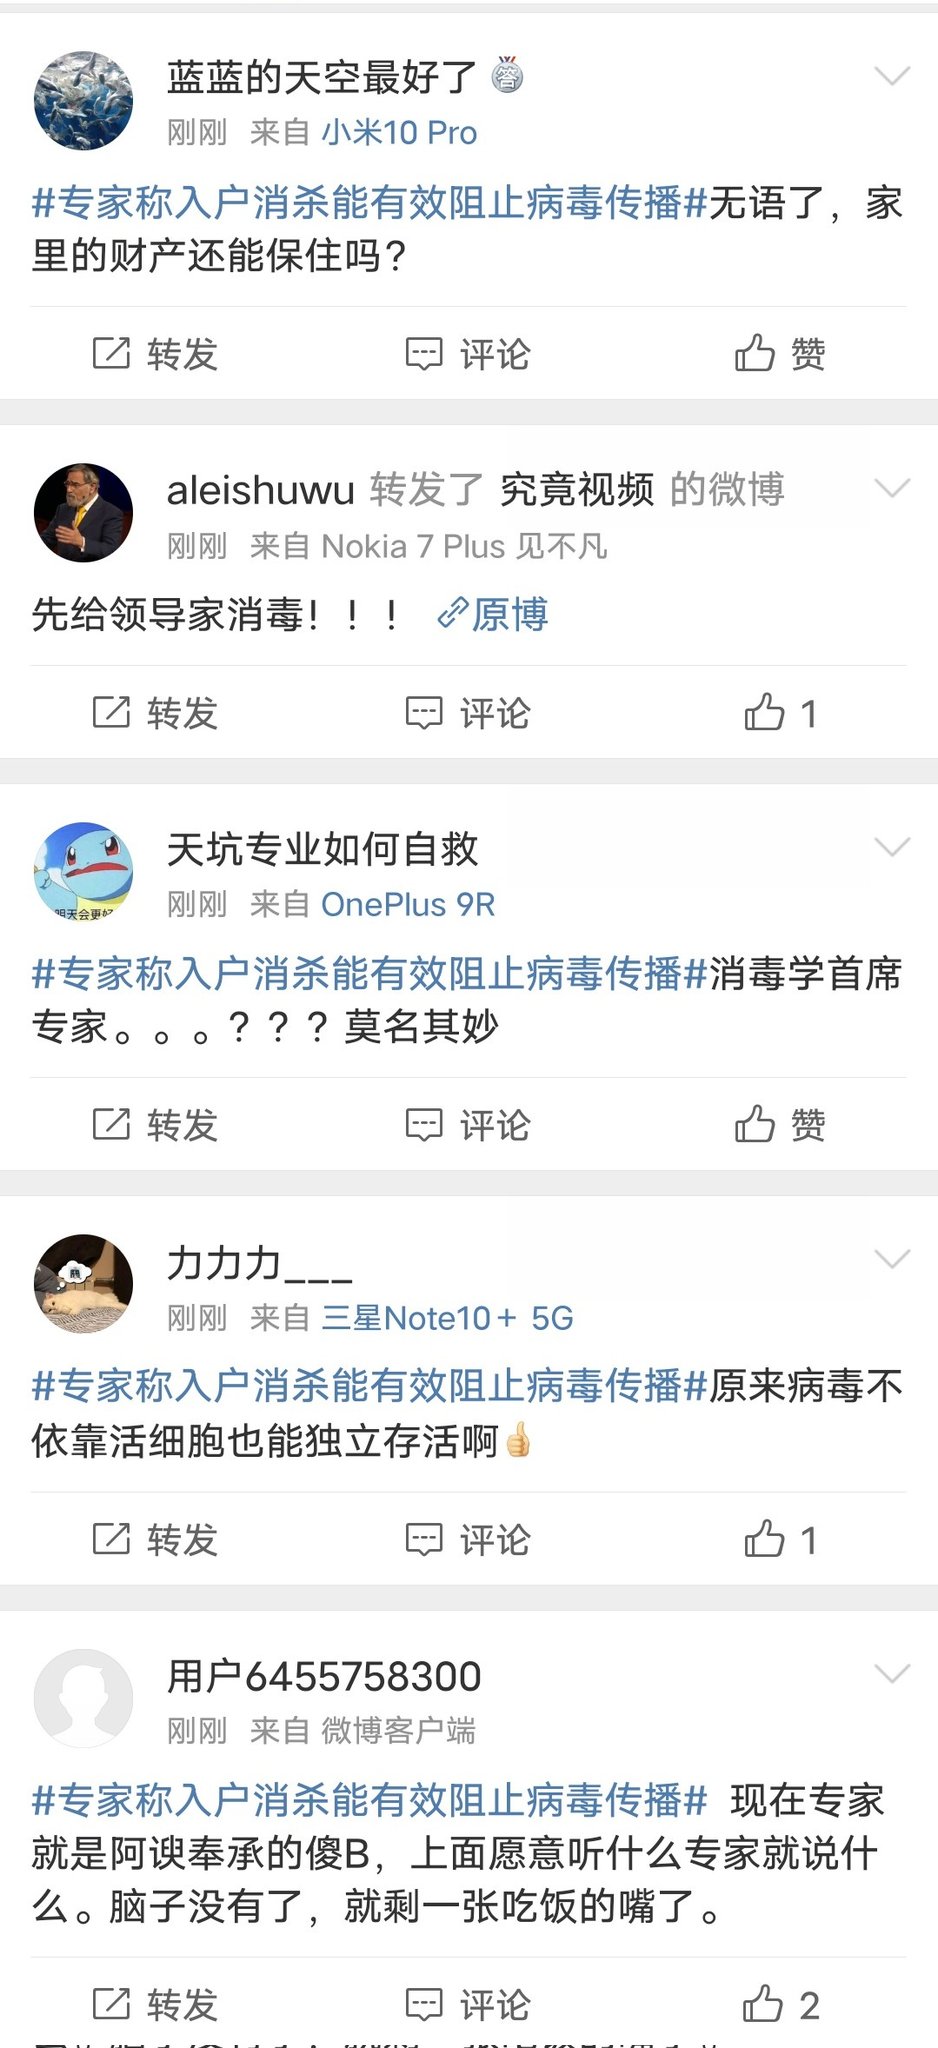 蓝蓝的天空最好了 答
刚刚 来自 小米10 Pro
#专家称入户消杀能有效阻止病毒传播#无语了，家
里的财产还能保住吗？
转发 评论 赞
aleishuwu 转发了 究竟视频 的微博
刚刚 来自 Nokia 7 Plus 见不凡
先给领导家消毒！！！ 原博
转发 评论 1
天坑专业如何自救
明天会更好
刚刚 来自 OnePlus 9R
#专家称入户消杀能有效阻止病毒传播#消毒学首席
专家。。。？？？莫名其妙
转发 评论 赞
力力力___
刚刚 来自 三星Note10+ 5G
#专家称入户消杀能有效阻止病毒传播#原来病毒不
依靠活细胞也能独立存活啊👍
转发 评论 1
用户6455758300
刚刚 来自 微博客户端
#专家称入户消杀能有效阻止病毒传播# 现在专家
就是阿谀奉承的傻B，上面愿意听什么专家就说什
么。脑子没有了，就剩一张吃饭的嘴了。
转发 评论 2